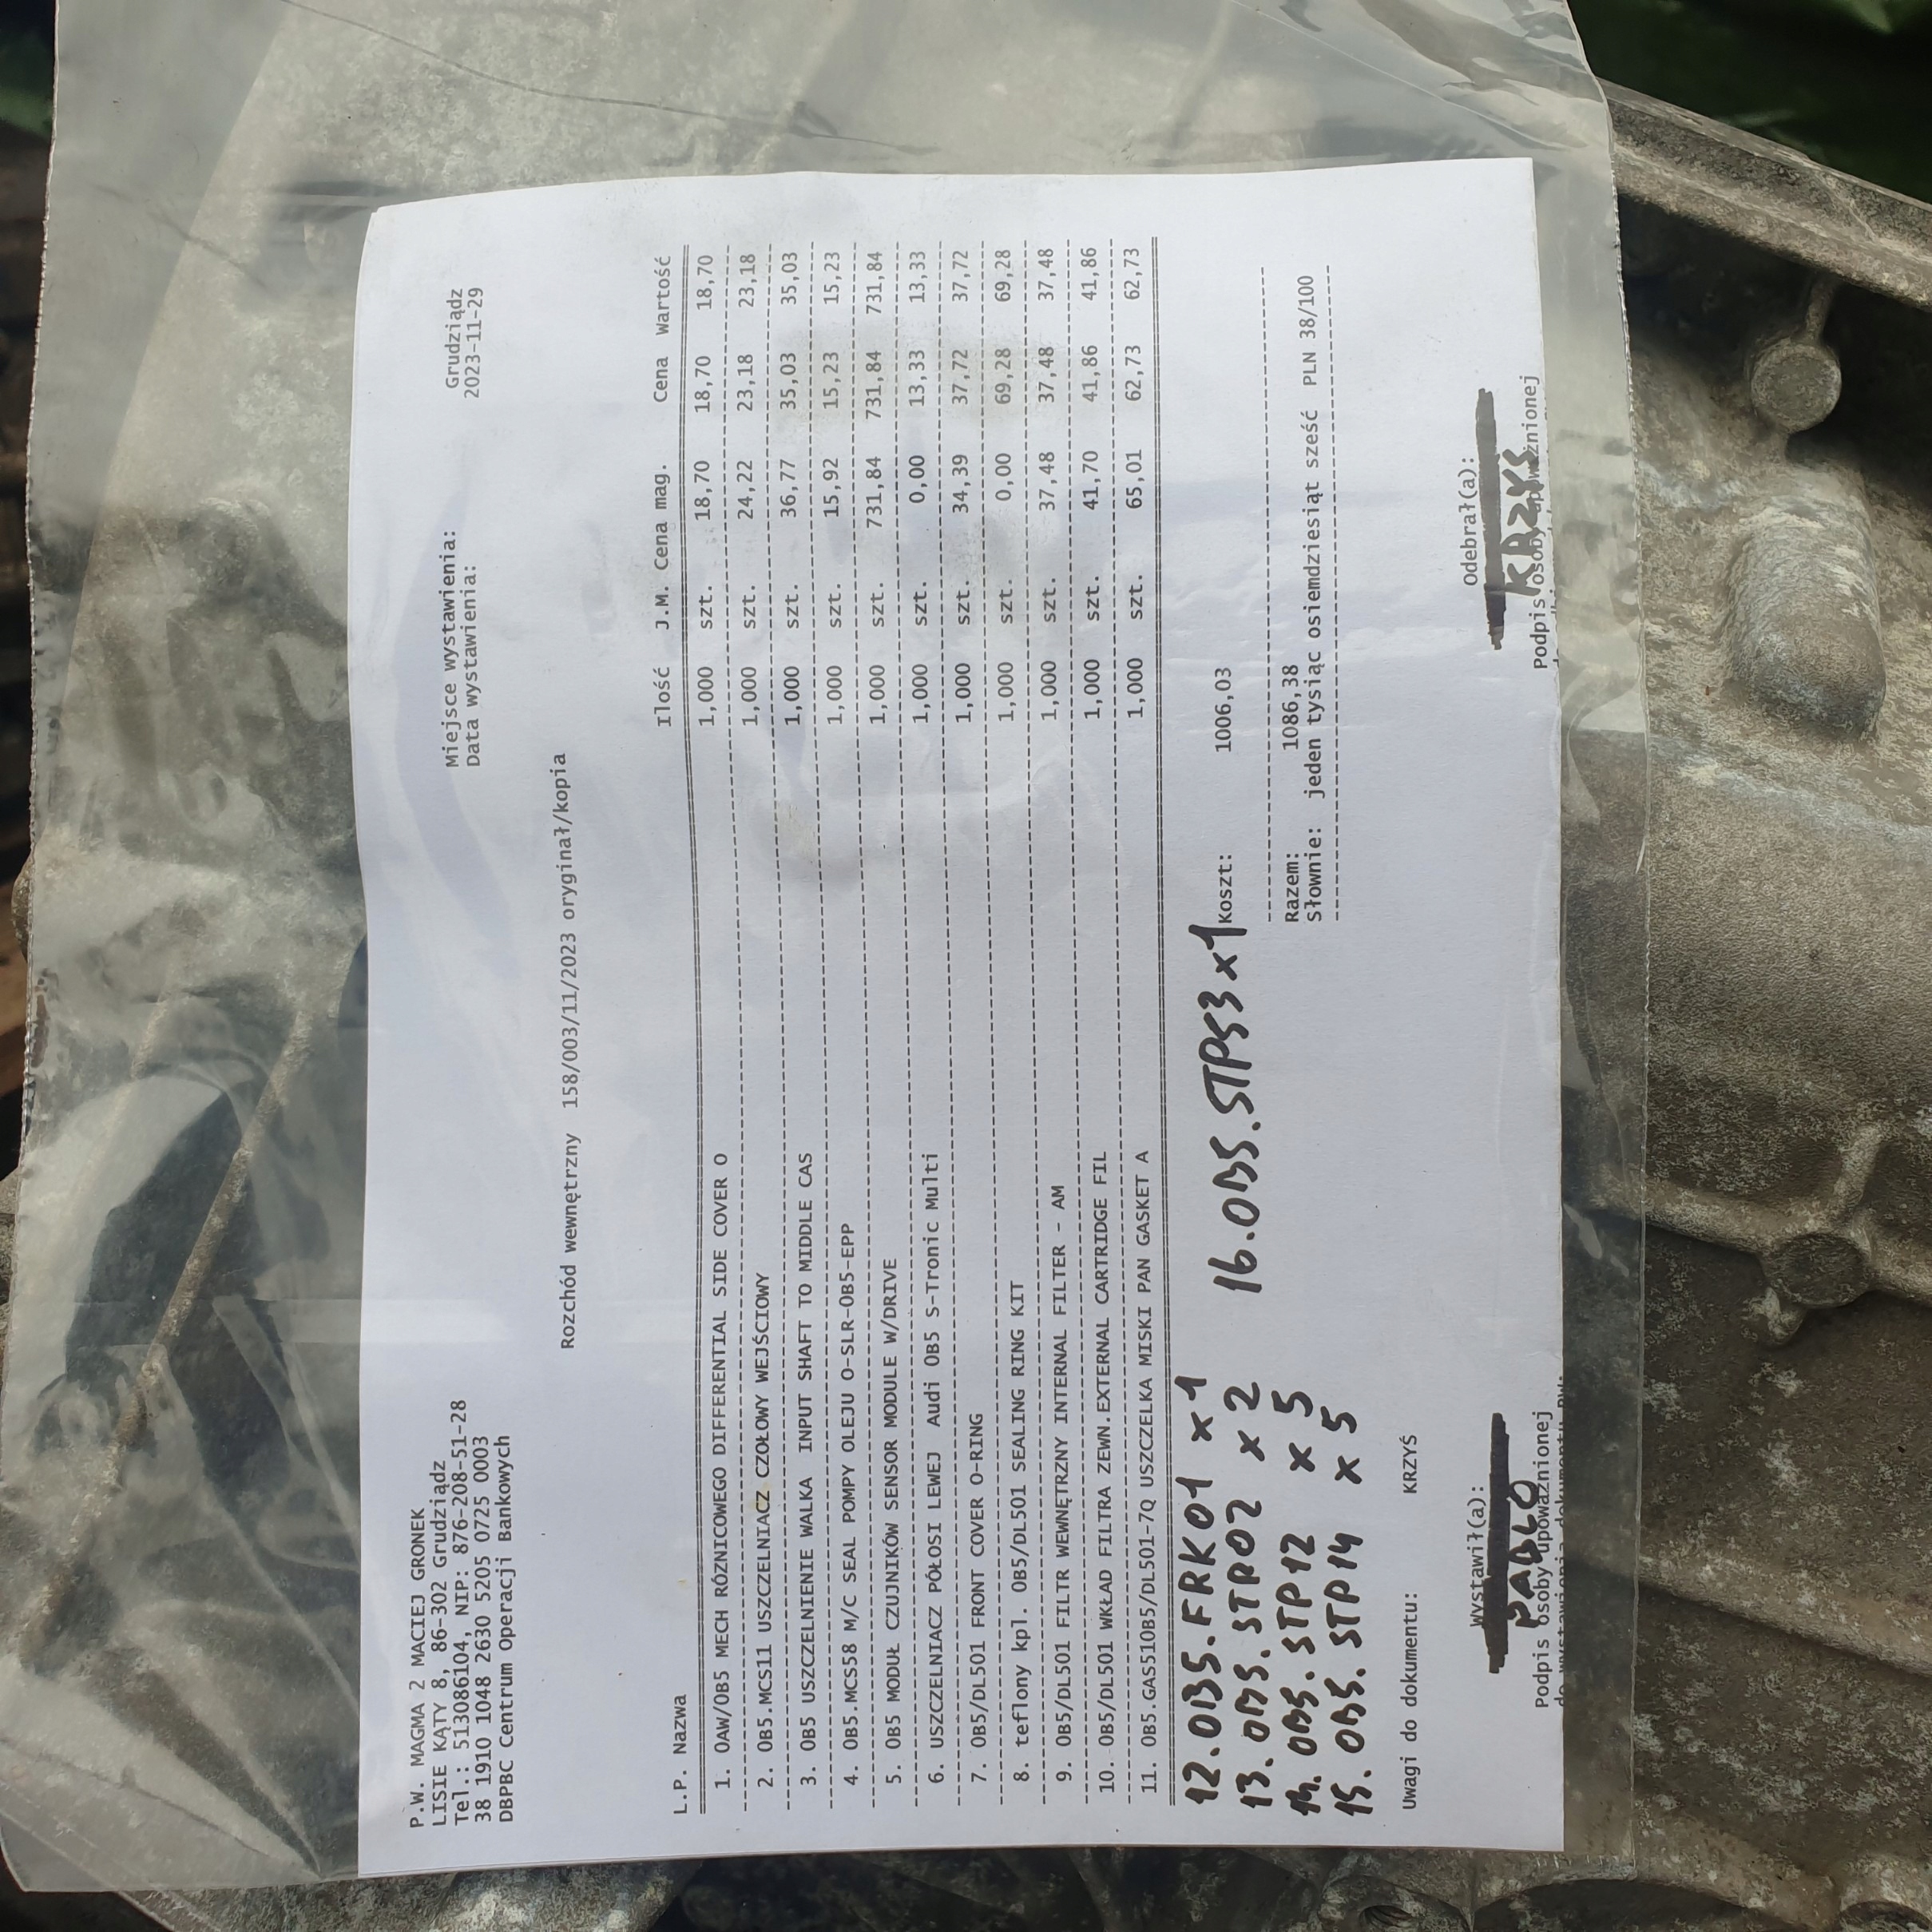 P.W. MAGMA 2 MACIEJ GRONEK
LISIE KĄTY 8, 86-302 Grudziądz
Tel.: 513086104, NIP: 876-208-51-28
38 1910 1048 2630 5205 0725 0003
DBPBC Centrum Operacji Bankowych
Miejsce wystawienia: Grudziądz
Data wystawienia: 2023-11-29
Rozchód wewnętrzny 158/003/11/2023 oryginał/kopia
L.P. Nazwa Ilość J.M. Cena mag. Cena Wartość
1. 0AW/0B5 MECH RÓZNICOWEGO DIFFERENTIAL SIDE COVER O 1,000 szt. 18,70 18,70 18,70
2. 0B5.MCS11 USZCZELNIACZ CZOŁOWY WEJŚCIOWY 1,000 szt. 24,22 23,18 23,18
3. 0B5 USZCZELNIENIE WALKA INPUT SHAFT TO MIDDLE CAS 1,000 szt. 36,77 35,03 35,03
4. 0B5.MCS58 M/C SEAL POMPY OLEJU O-SLR-0B5-EPP 1,000 szt. 15,92 15,23 15,23
5. 0B5 MODUŁ CZUJNIKÓW SENSOR MODULE W/DRIVE 1,000 szt. 731,84 731,84 731,84
6. USZCZELNIACZ PÓŁOSI LEWEJ Audi 0B5 S-Tronic Multi 1,000 szt. 0,00 13,33 13,33
7. 0B5/DL501 FRONT COVER O-RING 1,000 szt. 34,39 37,72 37,72
8. teflony kpl. 0B5/DL501 SEALING RING KIT 1,000 szt. 0,00 69,28 69,28
9. 0B5/DL501 FILTR WEWNĘTRZNY INTERNAL FILTER - AM 1,000 szt. 37,48 37,48 37,48
10. 0B5/DL501 WKŁAD FILTRA ZEWN.EXTERNAL CARTRIDGE FIL 1,000 szt. 41,70 41,86 41,86
11. 0B5.GAS510B5/DL501-7Q USZCZELKA MISKI PAN GASKET A 1,000 szt. 65,01 62,73 62,73
12. 0B5.FRK01 x1
13. 0B5.STP02 x2
14. 0B5.STP12 x5
15. 0B5.STP14 x5
16. 0B5.STPS3 x1
Koszt: 1006,03
Razem: 1086,38
Słownie: jeden tysiąc osiemdziesiąt sześć PLN 38/100
Uwagi do dokumentu: KRZYŚ
Wystawił(a): Odebrał(a):
PABLO KRZYŚ
Podpis osoby upoważnionej Podpis osoby upoważnionej